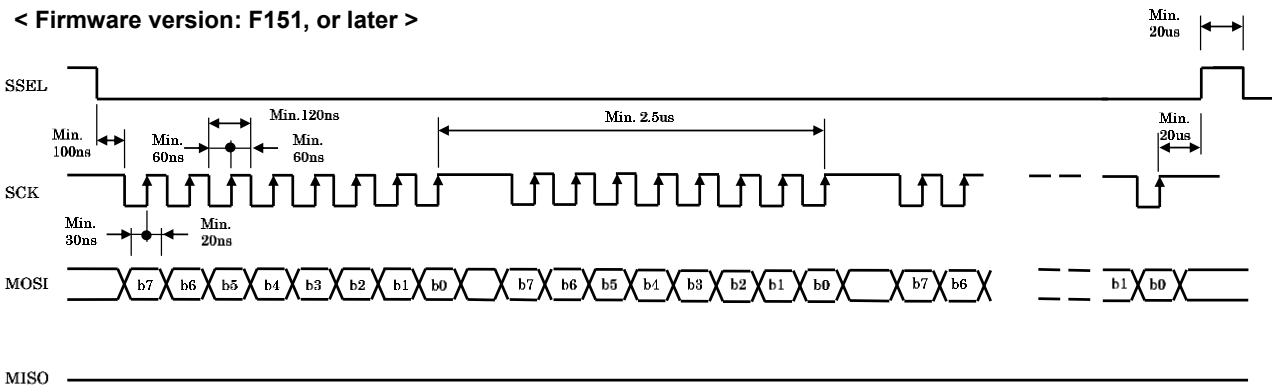 < Firmware version: F151, or later >
Min.
20us
SSEL
Min.
100ns
Min.
60ns
Min.120ns
Min.
60ns
Min. 2.5us
Min.
20us
SCK
Min.
30ns
Min.
20ns
MOSI
b7 b6 b5 b4 b3 b2 b1 b0 b7 b6 b5 b4 b3 b2 b1 b0 b7 b6 b1 b0
MISO